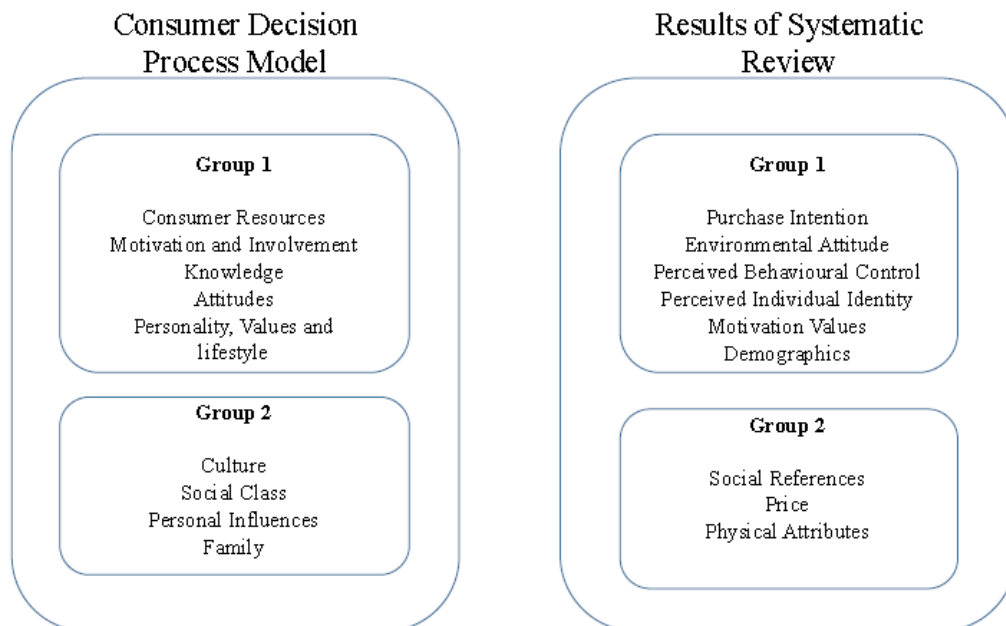 Consumer Decision
Process Model
Group 1
Consumer Resources
Motivation and Involvement
Knowledge
Attitudes
Personality, Values and
lifestyle
Group 2
Culture
Social Class
Personal Influences
Family
Results of Systematic
Review
Group 1
Purchase Intention
Environmental Attitude
Perceived Behavioural Control
Perceived Individual Identity
Motivation Values
Demographics
Group 2
Social References
Price
Physical Attributes